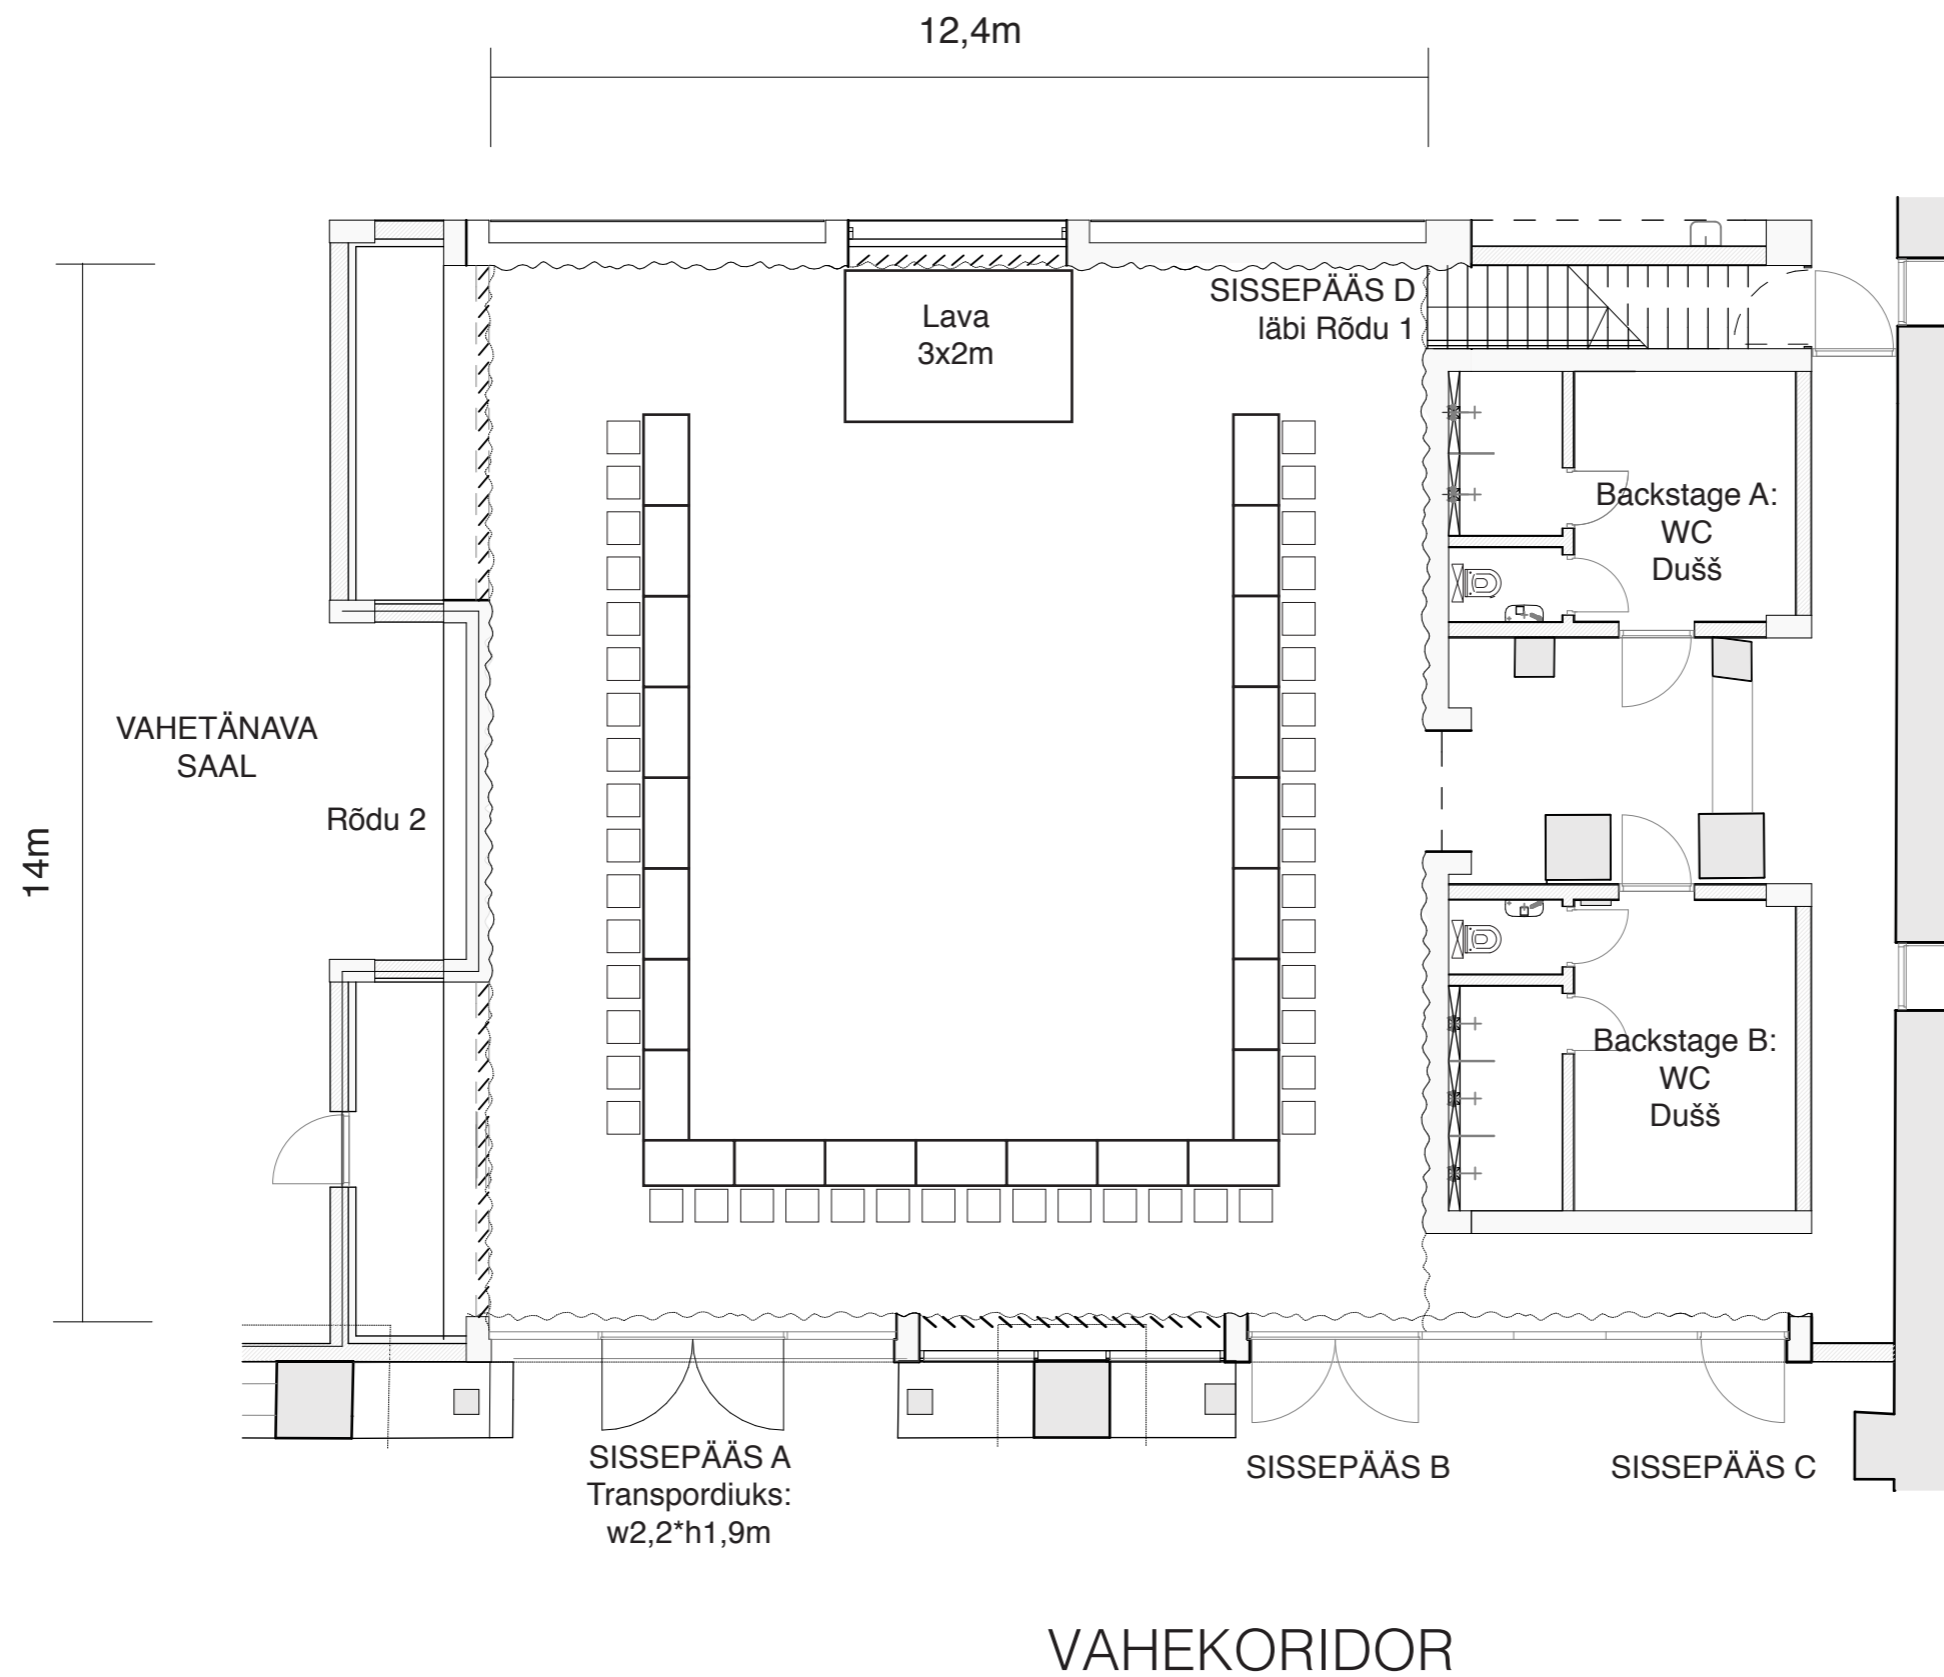 12,4m
SISSEPÄÄS D
läbi Rõdu 1
Lava
3x2m
Backstage A:
WC
Dušš
VAHETÄNAVA
SAAL
Rõdu 2
14m
Backstage B:
WC
Dušš
SISSEPÄÄS A
Transpordiuks:
w2,2*h1,9m
SISSEPÄÄS B
SISSEPÄÄS C
VAHEKORIDOR